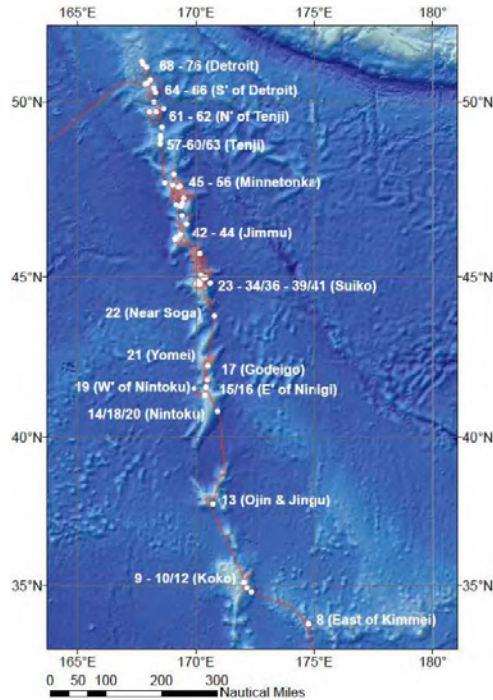 165°E 170°E 175°E 180°
68 - 76 (Detroit)
50°N 50°N
64 - 66 (S' of Detroit)
61 - 62 (N' of Tenji)
57-60/63 (Tenji)
45 - 56 (Minnetonka)
42 - 44 (Jimmu)
45°N 45°N
23 - 34/36 - 39/41 (Suiko)
22 (Near Soga)
21 (Yomei)
17 (Godeigo)
19 (W' of Nintoku) 15/16 (E' of Ninigi)
14/18/20 (Nintoku)
40°N 40°N
13 (Ojin & Jingu)
9 - 10/12 (Koko)
35°N 35°N
8 (East of Kimmei)
165°E 170°E 175°E 180°
0 50 100 200 300
Nautical Miles